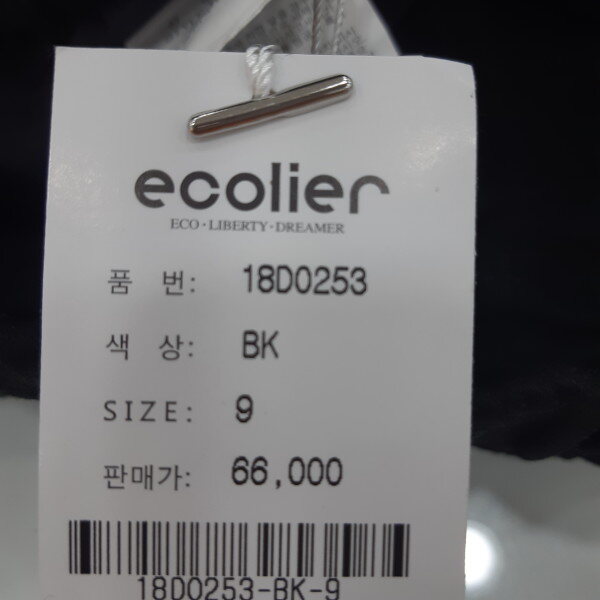 ecolier
ECO·LIBERTY·DREAMER
품 번: 18D0253
색 상: BK
SIZE: 9
판매가: 66,000
18D0253-BK-9